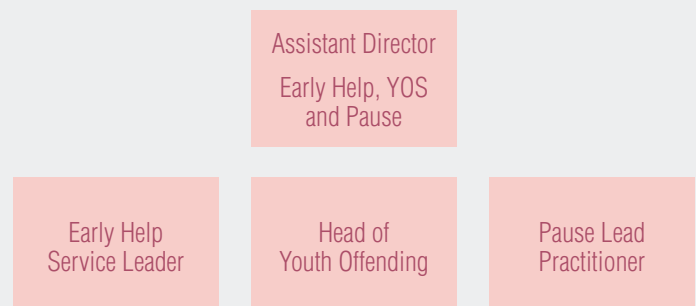 Assistant Director
Early Help, YOS
and Pause
Early Help
Service Leader
Head of
Youth Offending
Pause Lead
Practitioner